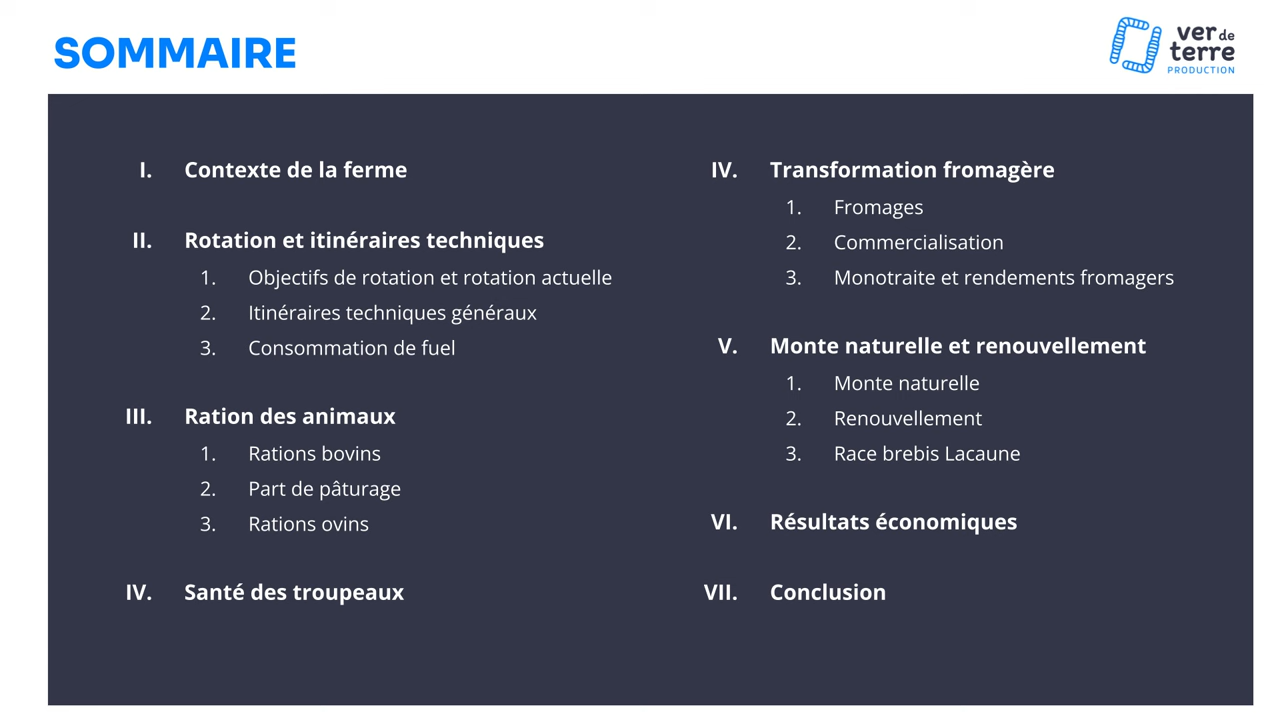 SOMMAIRE
ver de
terre
PRODUCTION
I. Contexte de la ferme
II. Rotation et itinéraires techniques
1. Objectifs de rotation et rotation actuelle
2. Itinéraires techniques généraux
3. Consommation de fuel
III. Ration des animaux
1. Rations bovins
2. Part de pâturage
3. Rations ovins
IV. Santé des troupeaux
IV. Transformation fromagère
1. Fromages
2. Commercialisation
3. Monotraite et rendements fromagers
V. Monte naturelle et renouvellement
1. Monte naturelle
2. Renouvellement
3. Race brebis Lacaune
VI. Résultats économiques
VII. Conclusion